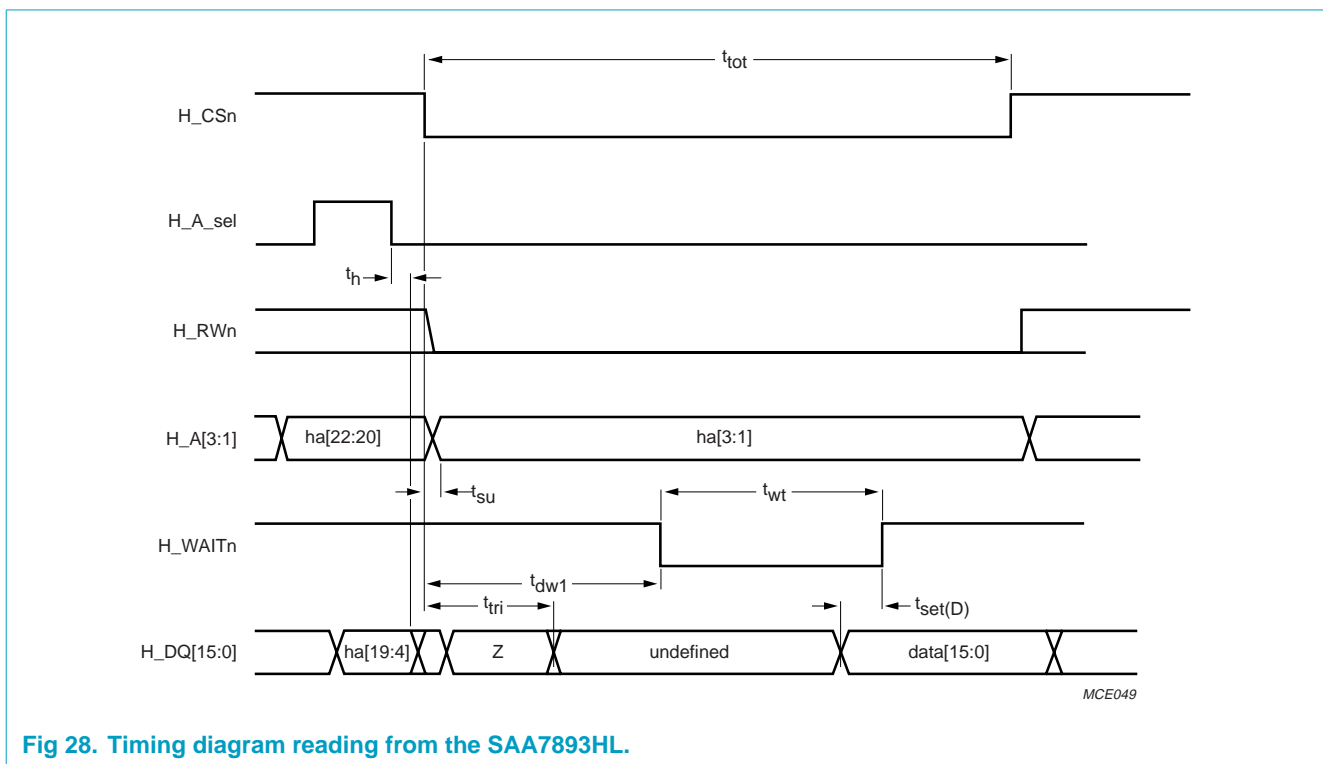 t_tot
H_CSn
H_A_sel
t_h
H_RWn
H_A[3:1]
ha[22:20]
ha[3:1]
t_su
t_wt
H_WAITn
t_dw1
t_tri
t_set(D)
H_DQ[15:0]
ha[19:4]
Z
undefined
data[15:0]
MCE049
Fig 28. Timing diagram reading from the SAA7893HL.